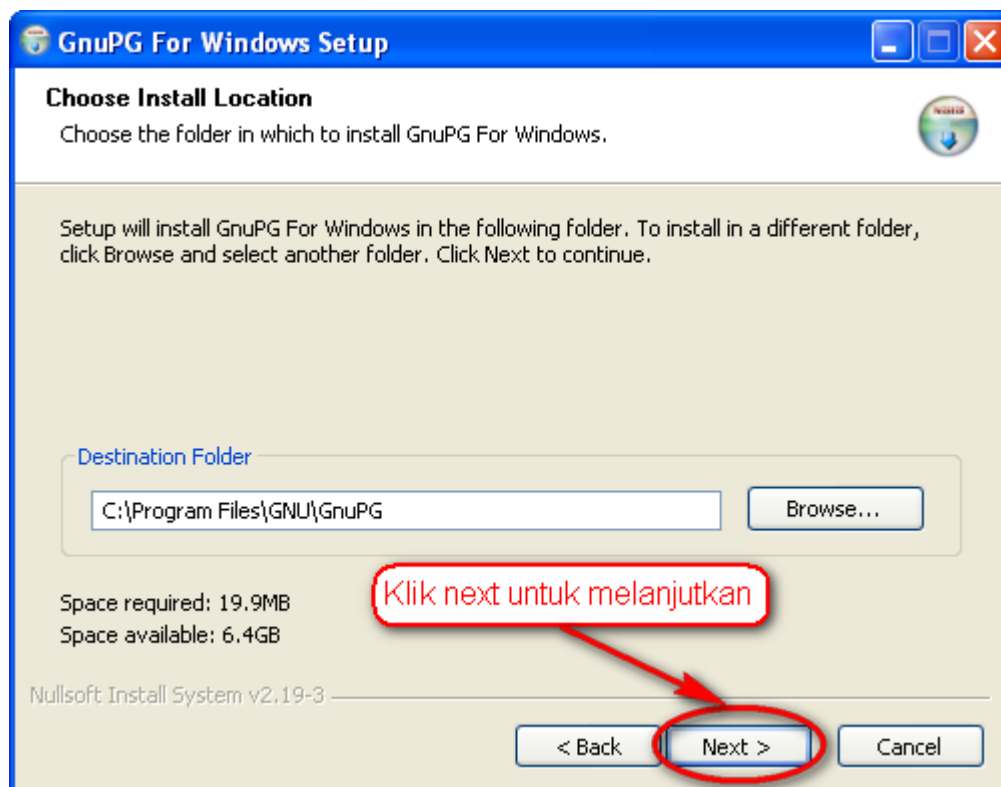 GnuPG For Windows Setup
Choose Install Location
Choose the folder in which to install GnuPG For Windows.
Setup will install GnuPG For Windows in the following folder. To install in a different folder,
click Browse and select another folder. Click Next to continue.
Destination Folder
C:\Program Files\GNU\GnuPG
Browse...
Klik next untuk melanjutkan
Space required: 19.9MB
Space available: 6.4GB
Nullsoft Install System v2.19-3
< Back
Next >
Cancel